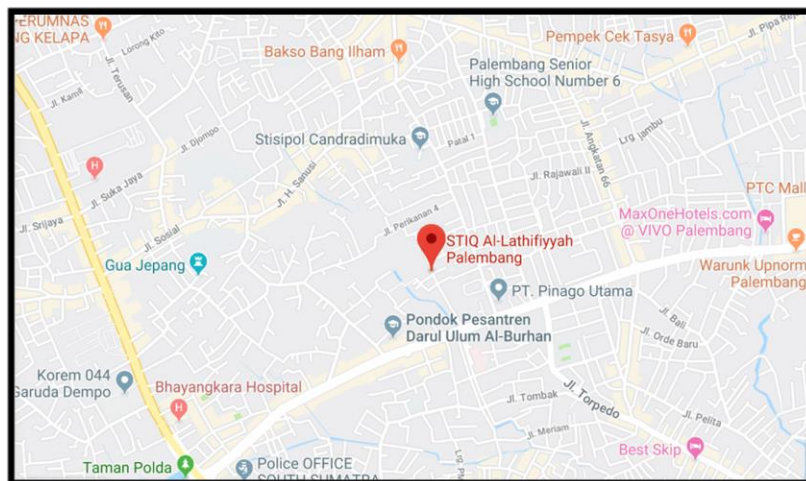 PERUMNAS
NG KELAPA
Lorong Kito
Bakso Bang Ilham
Pempek Cek Tasya
Jl. Pipa Rej
Jl. Terusan
Palembang Senior
High School Number 6
Jl. Kamil
Jl. Djompo
Stisipol Candradimuka
Patal 1
Jl. Angkatan 66
Lrg jambu
H
Jl. Suka Jaya
Jl. H. Sanusi
Jl. Rajawali II
PTC Mall
Jl. Srijaya
Jl. Sosial
Jl. Perikanan 4
MaxOneHotels.com
@ VIVO Palembang
STIQ Al-Lathifiyyah
Palembang
Gua Jepang
Warunk Upnorm
Palembang
PT. Pinago Utama
Jl. Bali
Pondok Pesantren
Darul Ulum Al-Burhan
Jl. Orde Baru
Korem 044
Garuda Dempo
Bhayangkara Hospital
H
Jl. Tombak
Jl. Torpedo
Jl. Pelita
Jl. Meriam
Best Skip
Taman Polda
Police OFFICE
SOUTH SUMATRA
Lrg